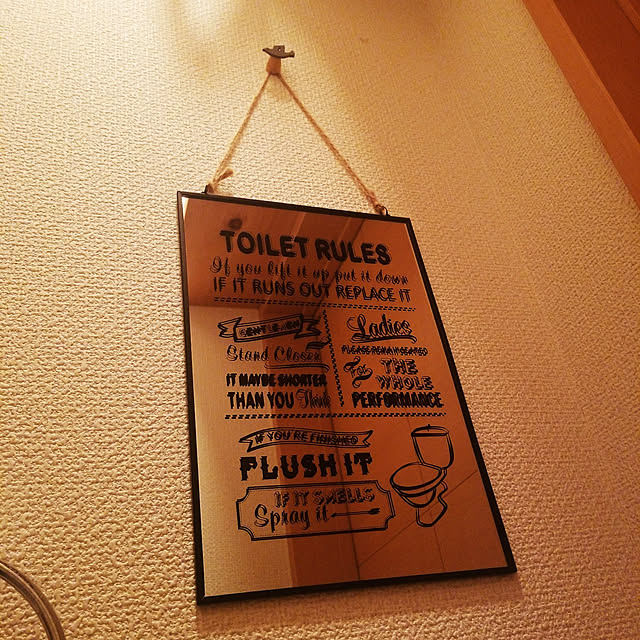 TOILET RULES
If you lift it up put it down
IF IT RUNS OUT REPLACE IT
GENTLEMEN
Stand Closer
IT MAY BE SHORTER
THAN YOU Think
Ladies
PLEASE REMAIN SEATED
For THE
WHOLE
PERFORMANCE
IF YOU'RE FINISHED
FLUSH IT
IF IT SMELLS
Spray it